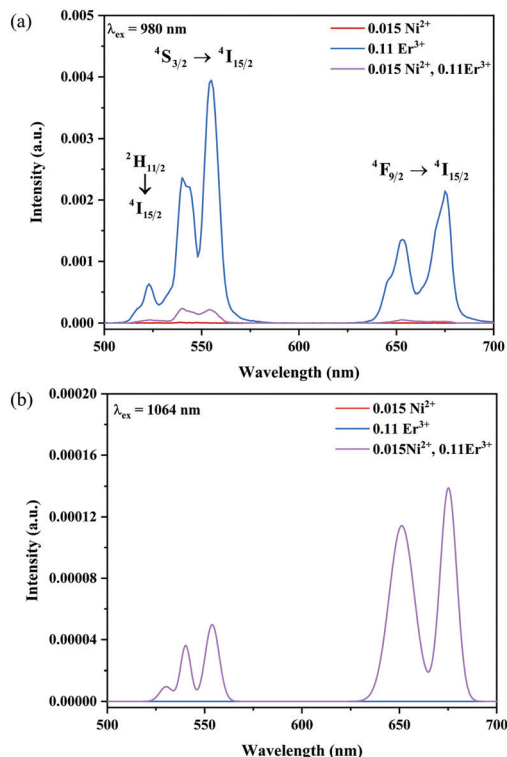 (a)
λex = 980 nm
⁴S₃/₂ → ⁴I₁₅/₂
0.015 Ni²⁺
0.11 Er³⁺
0.015 Ni²⁺, 0.11Er³⁺
²H₁₁/₂
↓
⁴I₁₅/₂
⁴F₉/₂ → ⁴I₁₅/₂
Intensity (a.u.)
0.005
0.004
0.003
0.002
0.001
0.000
500 550 600 650 700
Wavelength (nm)
(b)
λex = 1064 nm
0.015 Ni²⁺
0.11 Er³⁺
0.015Ni²⁺, 0.11Er³⁺
Intensity (a.u.)
0.00020
0.00016
0.00012
0.00008
0.00004
0.00000
500 550 600 650 700
Wavelength (nm)